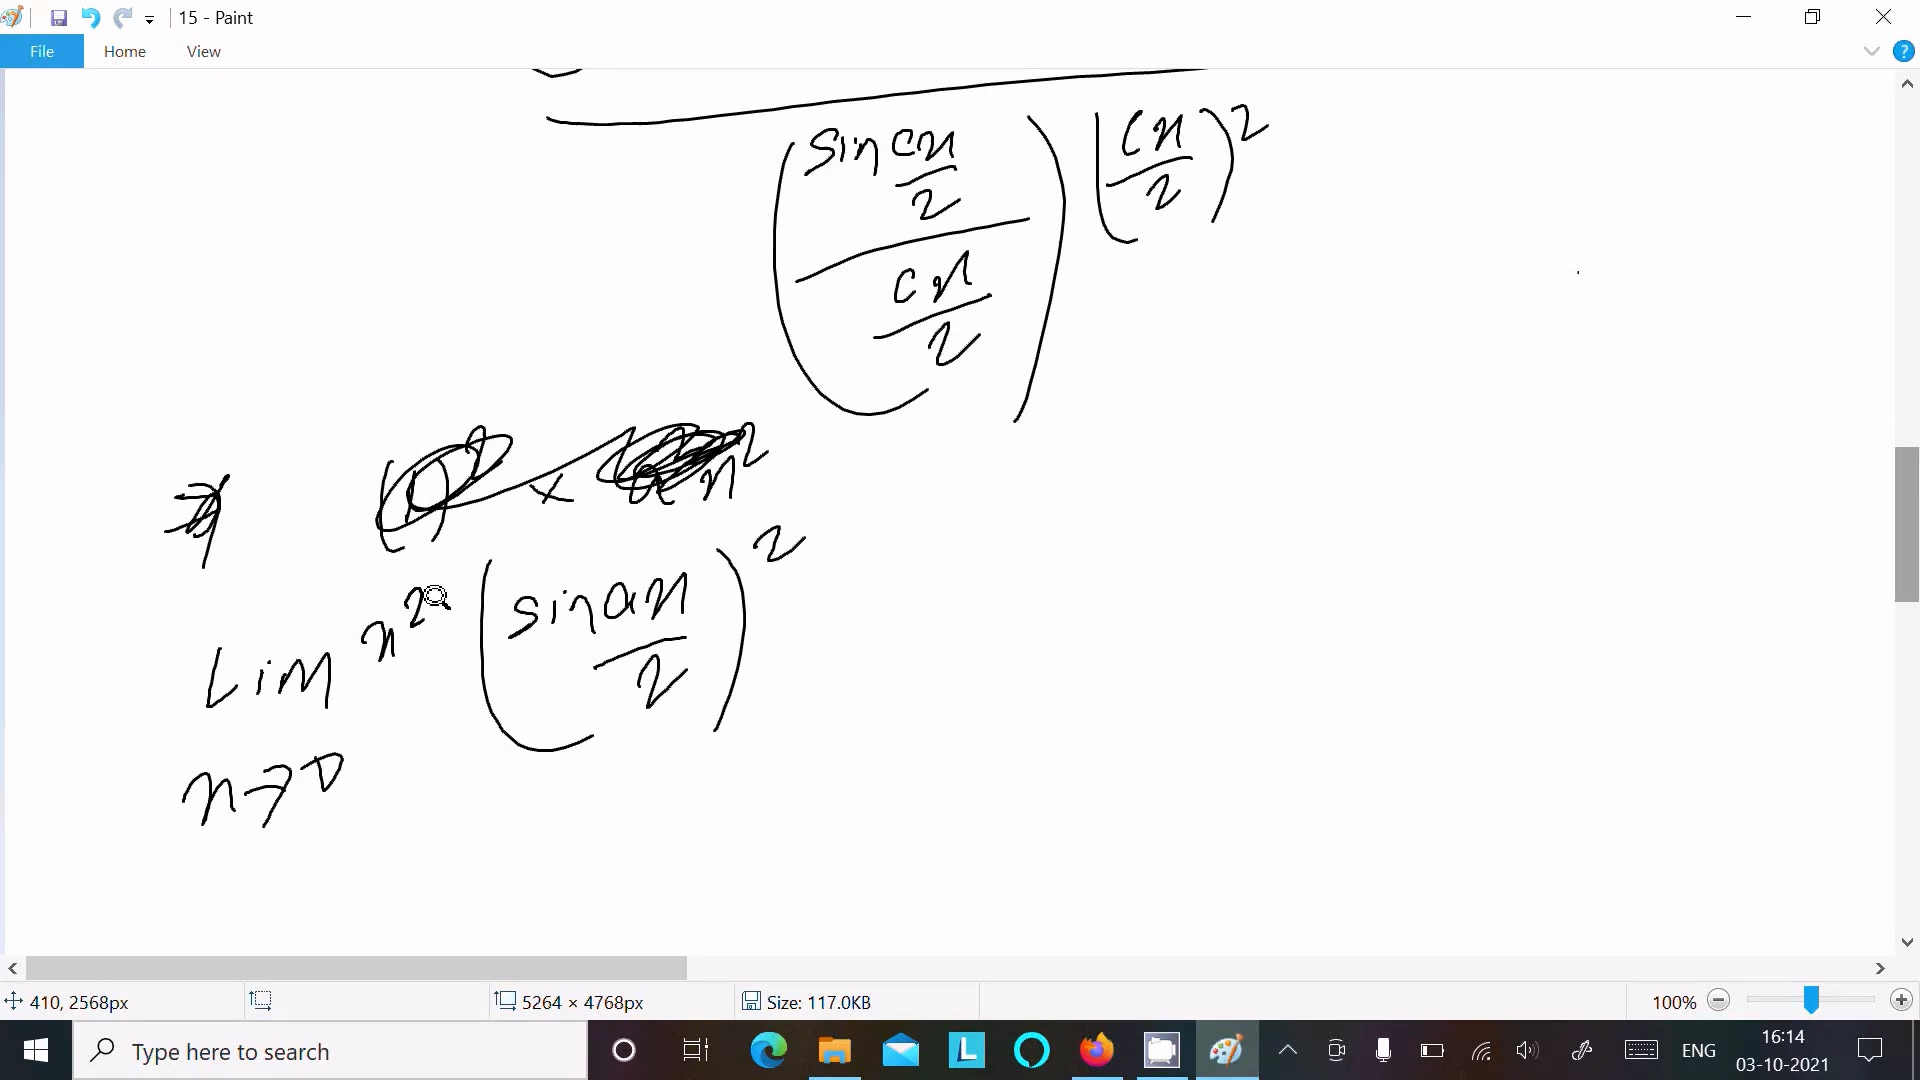 15 - Paint
File Home View
sin cx/2 (cx/2)²
cx/2
x
x²
Lim x² (sin ax/2)²
x→0
410, 2568px 5264 × 4768px Size: 117.0KB 100%
Type here to search ENG 16:14
03-10-2021